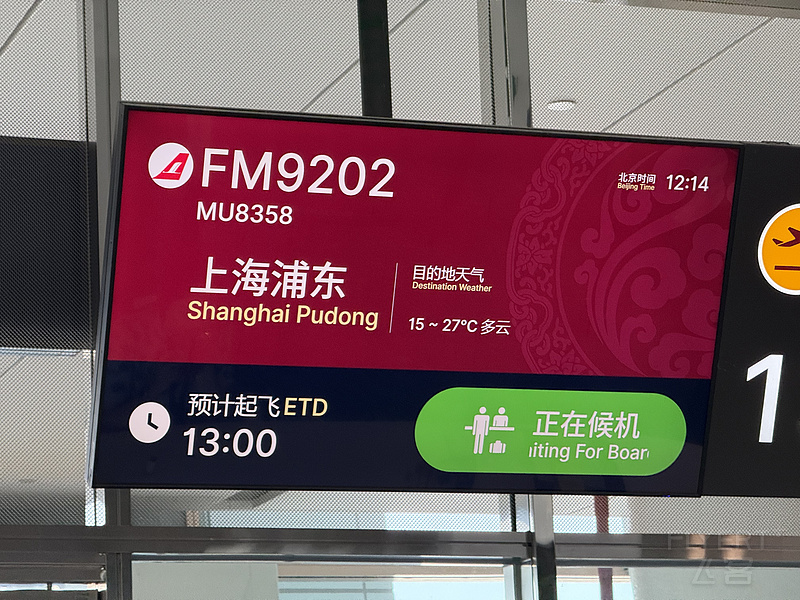 FM9202
MU8358
北京时间
Beijing Time
12:14
上海浦东
Shanghai Pudong
目的地天气
Destination Weather
15 ~ 27°C 多云
预计起飞 ETD
13:00
正在候机
iting For Boar
1